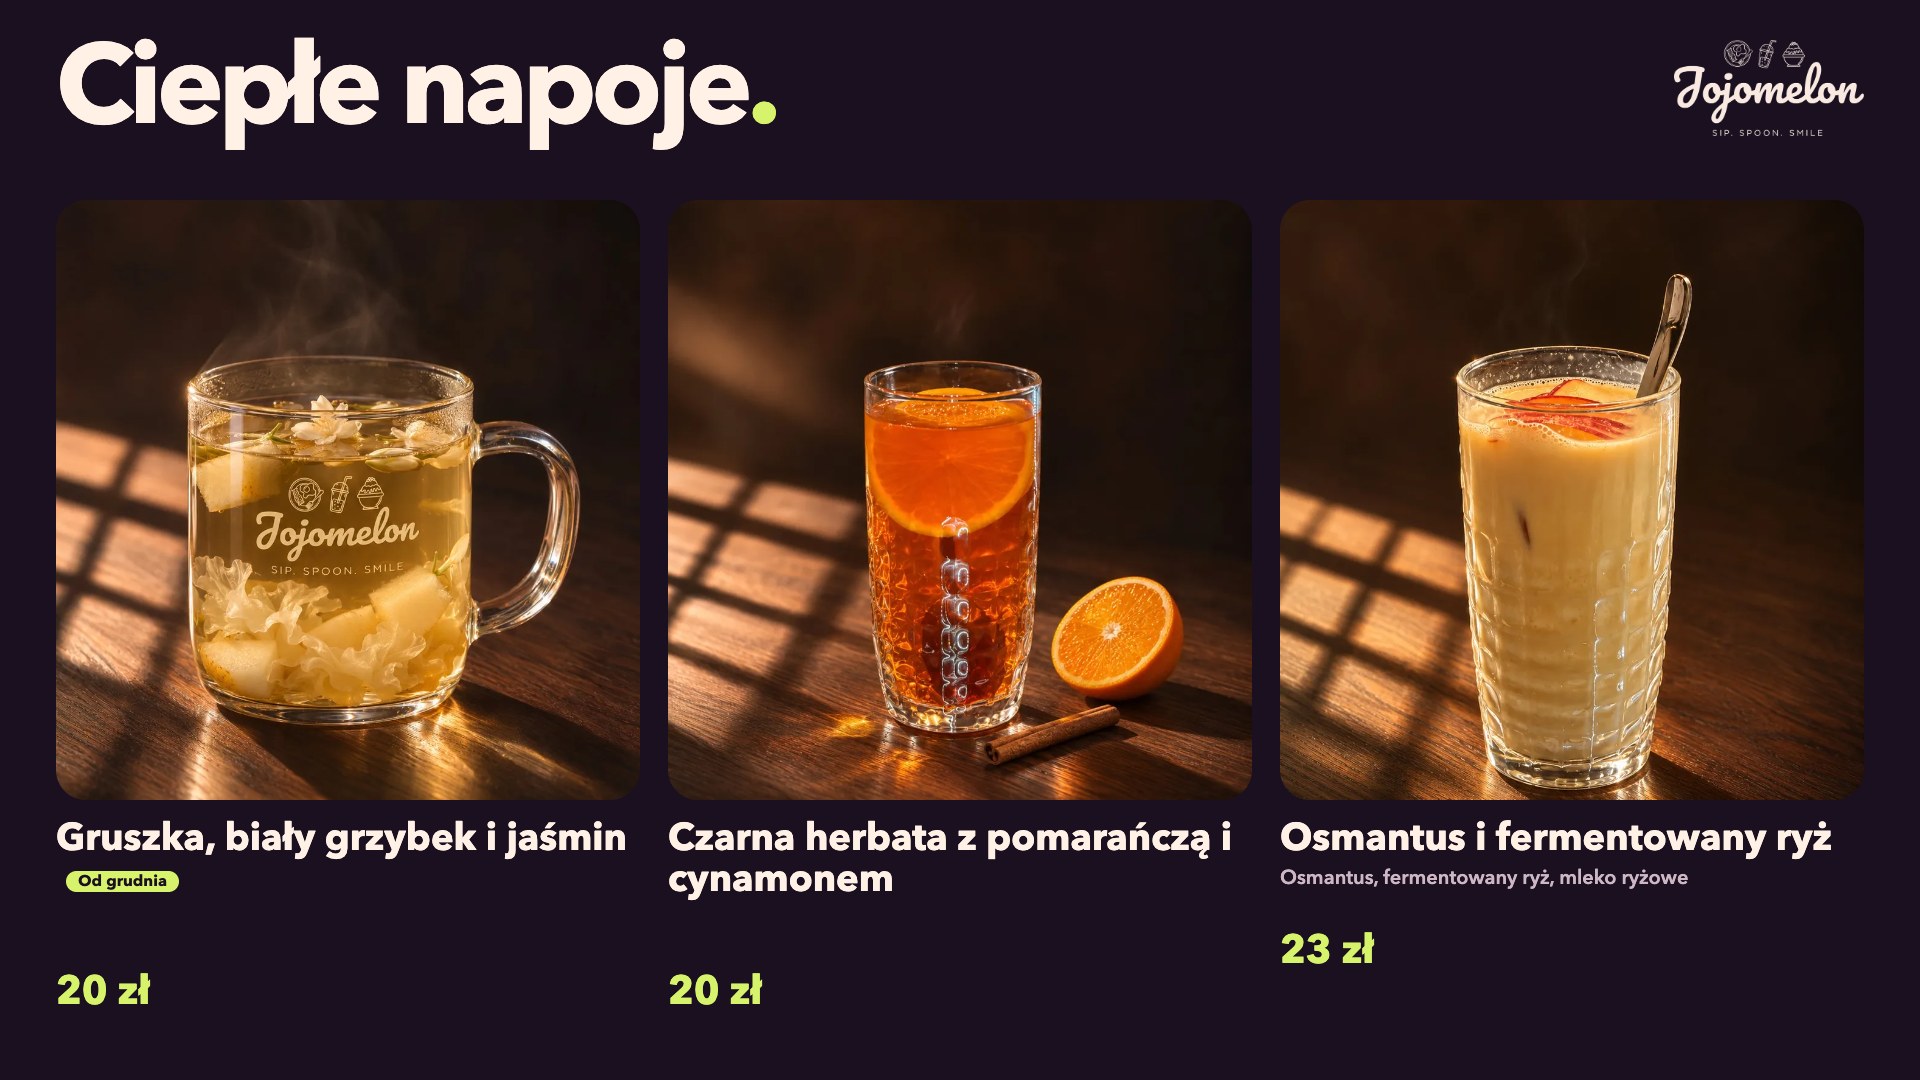 Ciepłe napoje.
Jojomelon
SIP. SPOON. SMILE
Jojomelon
SIP. SPOON. SMILE
Gruszka, biały grzybek i jaśmin
Od grudnia
20 zł
Czarna herbata z pomarańczą i
cynamonem
20 zł
Osmantus i fermentowany ryż
Osmantus, fermentowany ryż, mleko ryżowe
23 zł